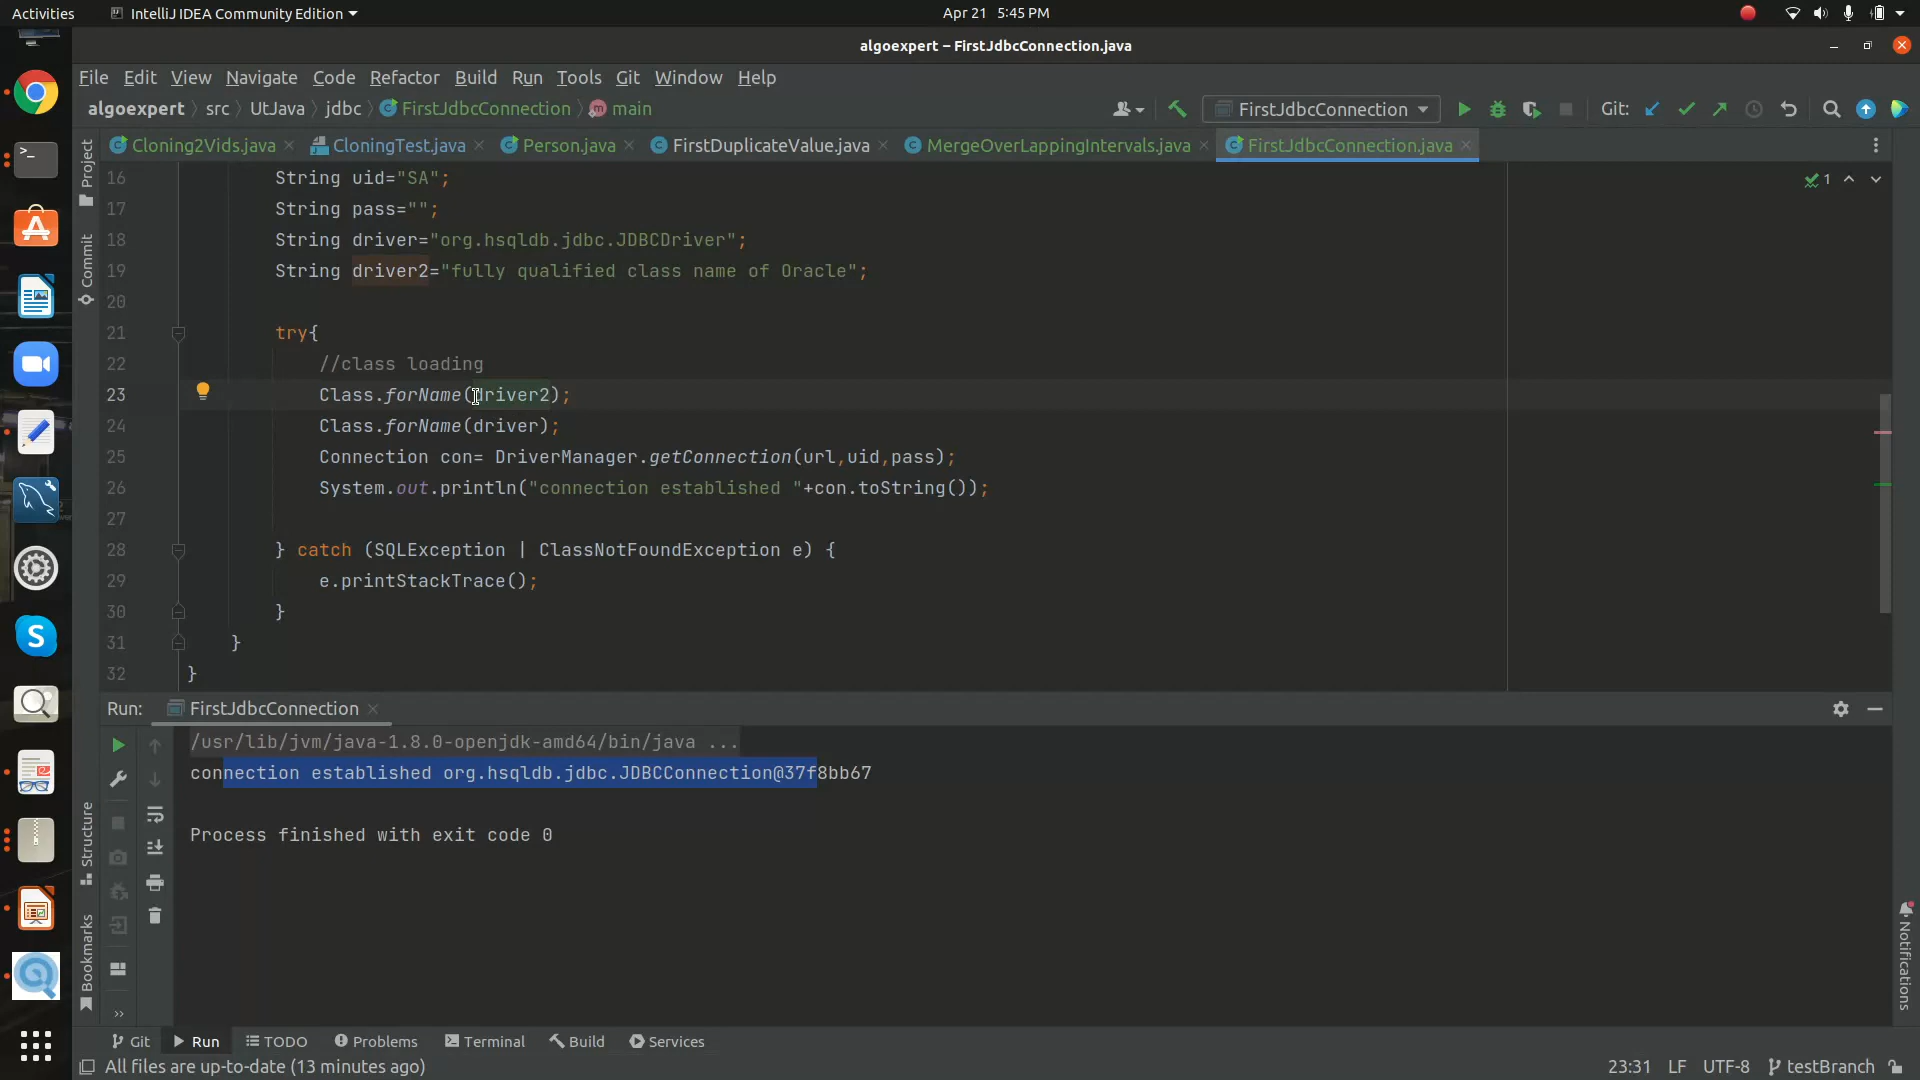 Activities IntelliJ IDEA Community Edition Apr 21 5:45 PM
algoexpert – FirstJdbcConnection.java
File Edit View Navigate Code Refactor Build Run Tools Git Window Help
algoexpert src UtJava jdbc FirstJdbcConnection main FirstJdbcConnection Git:
Cloning2Vids.java CloningTest.java Person.java FirstDuplicateValue.java MergeOverLappingIntervals.java FirstJdbcConnection.java
Project
Commit
16 String uid="SA"; 1
17 String pass="";
18 String driver="org.hsqldb.jdbc.JDBCDriver";
19 String driver2="fully qualified class name of Oracle";
20
21 try{
22 //class loading
23 Class.forName(driver2);
24 Class.forName(driver);
25 Connection con= DriverManager.getConnection(url,uid,pass);
26 System.out.println("connection established "+con.toString());
27
28 } catch (SQLException | ClassNotFoundException e) {
29 e.printStackTrace();
30 }
31 }
32 }
Run: FirstJdbcConnection
/usr/lib/jvm/java-1.8.0-openjdk-amd64/bin/java ...
connection established org.hsqldb.jdbc.JDBCConnection@37f8bb67
Process finished with exit code 0
Structure
Bookmarks
Notifications
Git Run TODO Problems Terminal Build Services
All files are up-to-date (13 minutes ago) 23:31 LF UTF-8 testBranch